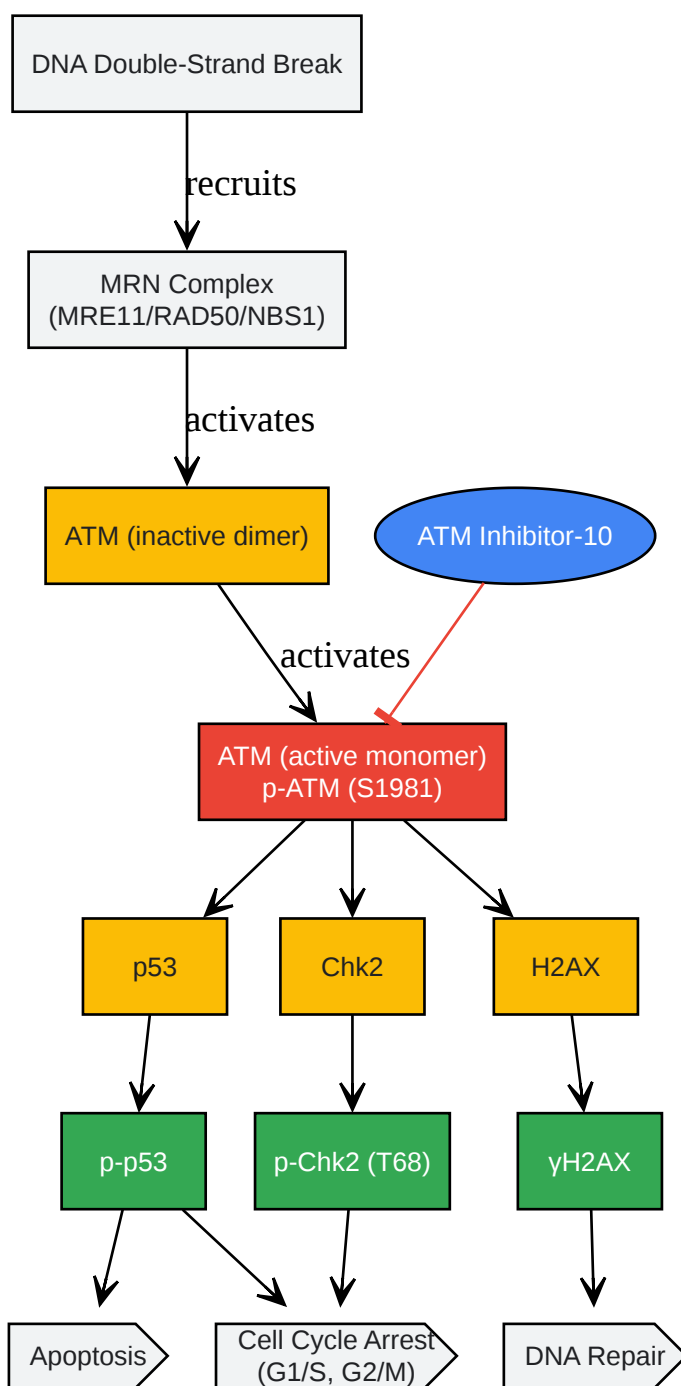 DNA Double-Strand Break
recruits
MRN Complex
(MRE11/RAD50/NBS1)
activates
ATM (inactive dimer)
ATM Inhibitor-10
activates
ATM (active monomer)
p-ATM (S1981)
p53
Chk2
H2AX
p-p53
p-Chk2 (T68)
γH2AX
Apoptosis
Cell Cycle Arrest
(G1/S, G2/M)
DNA Repair